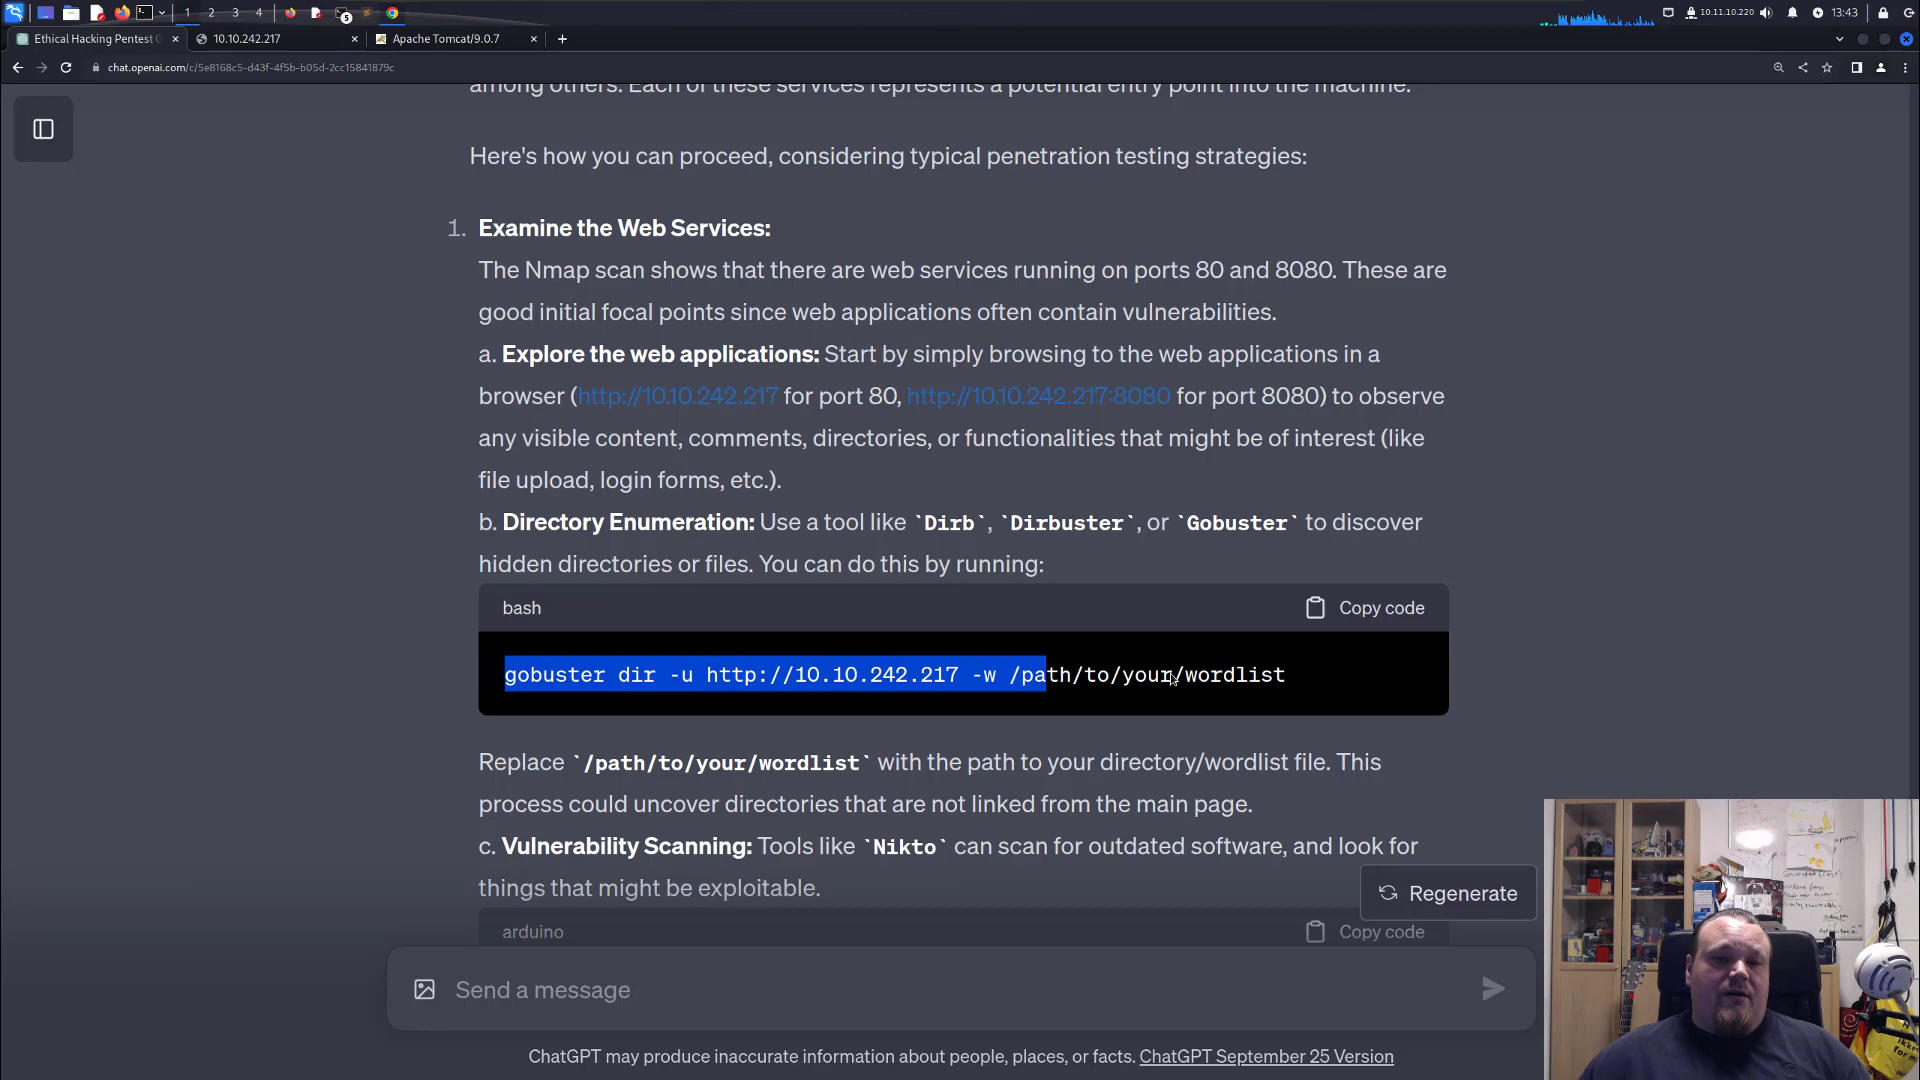 1 2 3 4 5 10.11.10.220 13:43
Ethical Hacking Pentest G 10.10.242.217 Apache Tomcat/9.0.7
chat.openai.com/c/5e8168c5-d43f-4f5b-b05d-2cc15841879c
among others. Each of these services represents a potential entry point into the machine.
Here's how you can proceed, considering typical penetration testing strategies:
1. Examine the Web Services:
The Nmap scan shows that there are web services running on ports 80 and 8080. These are
good initial focal points since web applications often contain vulnerabilities.
a. Explore the web applications: Start by simply browsing to the web applications in a
browser (http://10.10.242.217 for port 80, http://10.10.242.217:8080 for port 8080) to observe
any visible content, comments, directories, or functionalities that might be of interest (like
file upload, login forms, etc.).
b. Directory Enumeration: Use a tool like `Dirb`, `Dirbuster`, or `Gobuster` to discover
hidden directories or files. You can do this by running:
bash Copy code
gobuster dir -u http://10.10.242.217 -w /path/to/your/wordlist
Replace `/path/to/your/wordlist` with the path to your directory/wordlist file. This
process could uncover directories that are not linked from the main page.
c. Vulnerability Scanning: Tools like `Nikto` can scan for outdated software, and look for
things that might be exploitable.
Regenerate
arduino Copy code
Send a message
ChatGPT may produce inaccurate information about people, places, or facts. ChatGPT September 25 Version